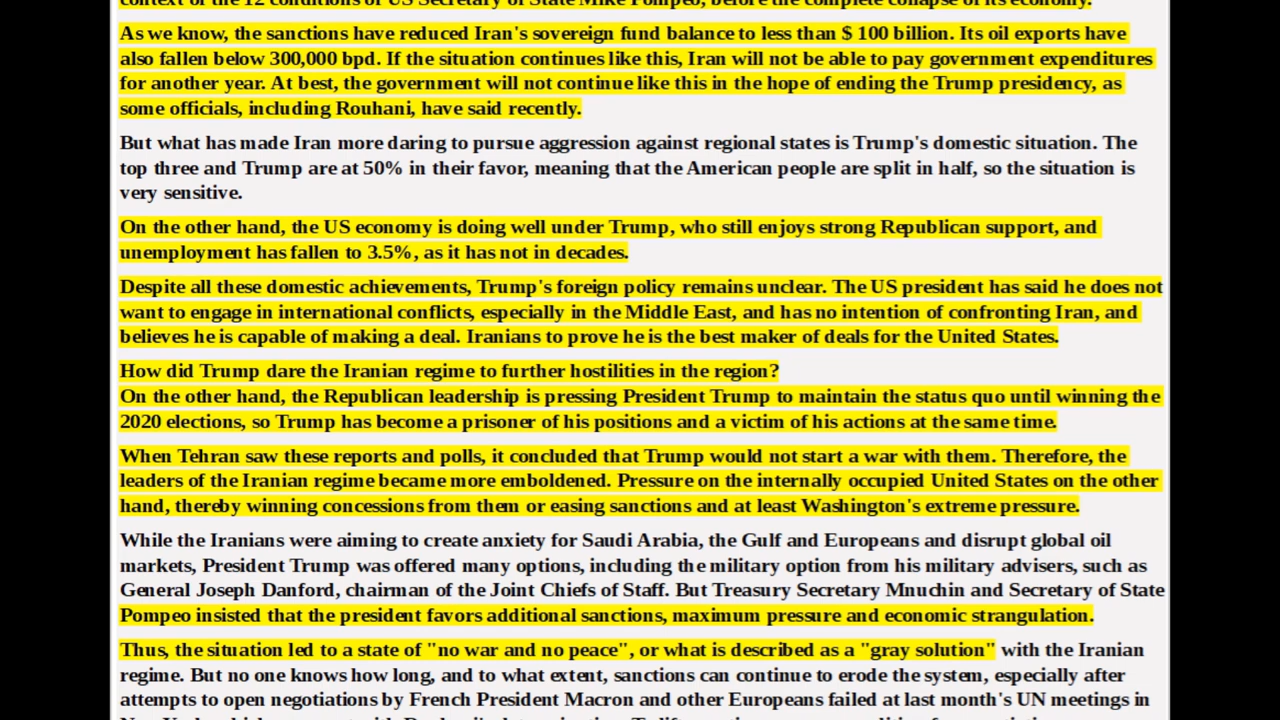 context of the 12 conditions of US Secretary of State Mike Pompeo, before the complete collapse of its economy.
As we know, the sanctions have reduced Iran's sovereign fund balance to less than $ 100 billion. Its oil exports have
also fallen below 300,000 bpd. If the situation continues like this, Iran will not be able to pay government expenditures
for another year. At best, the government will not continue like this in the hope of ending the Trump presidency, as
some officials, including Rouhani, have said recently.
But what has made Iran more daring to pursue aggression against regional states is Trump's domestic situation. The
top three and Trump are at 50% in their favor, meaning that the American people are split in half, so the situation is
very sensitive.
On the other hand, the US economy is doing well under Trump, who still enjoys strong Republican support, and
unemployment has fallen to 3.5%, as it has not in decades.
Despite all these domestic achievements, Trump's foreign policy remains unclear. The US president has said he does not
want to engage in international conflicts, especially in the Middle East, and has no intention of confronting Iran, and
believes he is capable of making a deal. Iranians to prove he is the best maker of deals for the United States.
How did Trump dare the Iranian regime to further hostilities in the region?
On the other hand, the Republican leadership is pressing President Trump to maintain the status quo until winning the
2020 elections, so Trump has become a prisoner of his positions and a victim of his actions at the same time.
When Tehran saw these reports and polls, it concluded that Trump would not start a war with them. Therefore, the
leaders of the Iranian regime became more emboldened. Pressure on the internally occupied United States on the other
hand, thereby winning concessions from them or easing sanctions and at least Washington's extreme pressure.
While the Iranians were aiming to create anxiety for Saudi Arabia, the Gulf and Europeans and disrupt global oil
markets, President Trump was offered many options, including the military option from his military advisers, such as
General Joseph Danford, chairman of the Joint Chiefs of Staff. But Treasury Secretary Mnuchin and Secretary of State
Pompeo insisted that the president favors additional sanctions, maximum pressure and economic strangulation.
Thus, the situation led to a state of "no war and no peace", or what is described as a "gray solution" with the Iranian
regime. But no one knows how long, and to what extent, sanctions can continue to erode the system, especially after
attempts to open negotiations by French President Macron and other Europeans failed at last month's UN meetings in